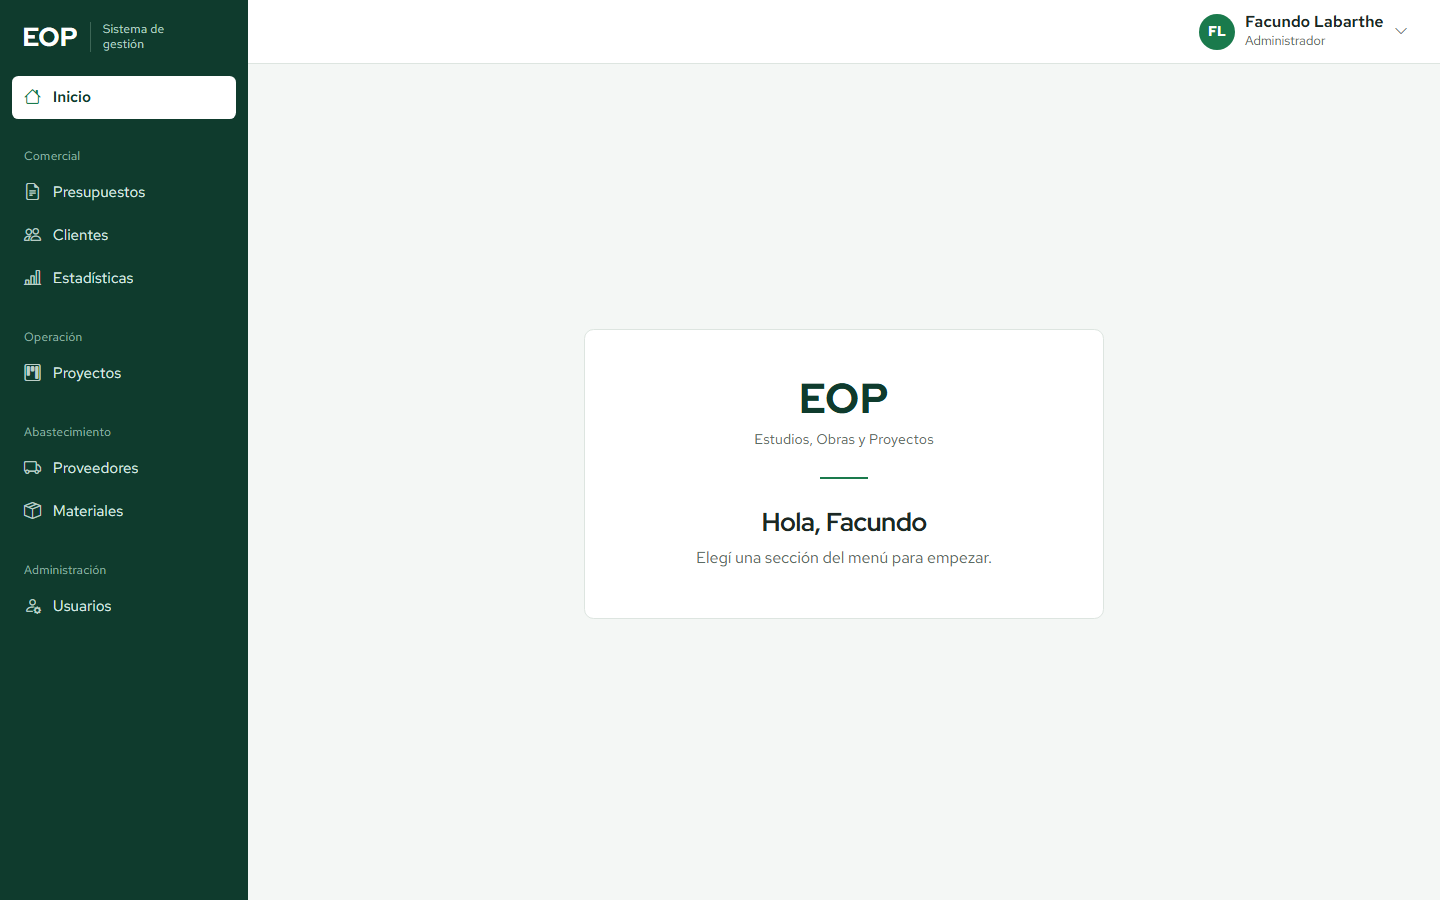 EOP
Sistema de
gestión
Inicio
Comercial
Presupuestos
Clientes
Estadísticas
Operación
Proyectos
Abastecimiento
Proveedores
Materiales
Administración
Usuarios
FL
Facundo Labarthe
Administrador
EOP
Estudios, Obras y Proyectos
Hola, Facundo
Elegí una sección del menú para empezar.